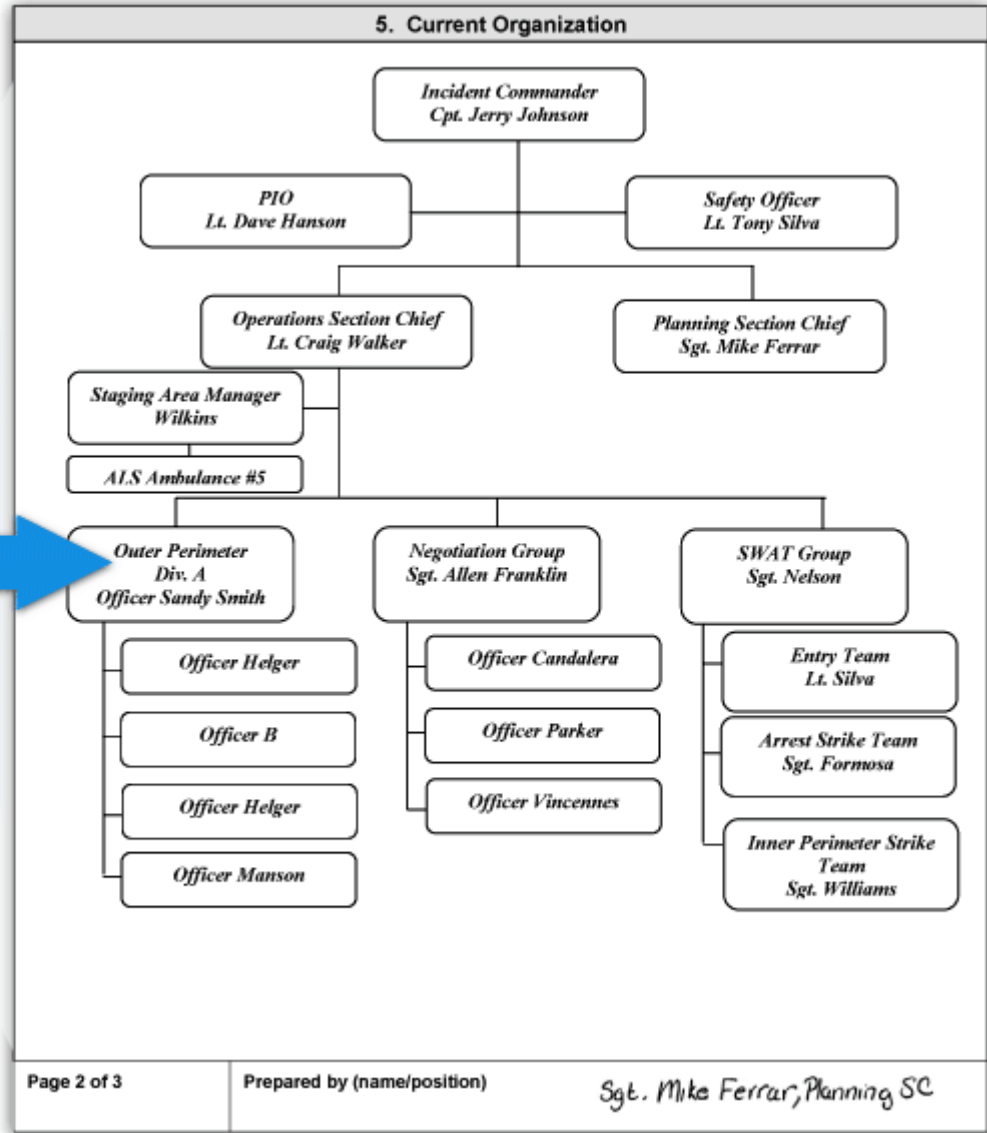 5. Current Organization
Incident Commander
Cpt. Jerry Johnson
PIO
Lt. Dave Hanson
Safety Officer
Lt. Tony Silva
Operations Section Chief
Lt. Craig Walker
Planning Section Chief
Sgt. Mike Ferrar
Staging Area Manager
Wilkins
ALS Ambulance #5
Outer Perimeter
Div. A
Officer Sandy Smith
Officer Helger
Officer B
Officer Helger
Officer Manson
Negotiation Group
Sgt. Allen Franklin
Officer Candalera
Officer Parker
Officer Vincennes
SWAT Group
Sgt. Nelson
Entry Team
Lt. Silva
Arrest Strike Team
Sgt. Formosa
Inner Perimeter Strike
Team
Sgt. Williams
Page 2 of 3
Prepared by (name/position)
Sgt. Mike Ferrar, Planning SC